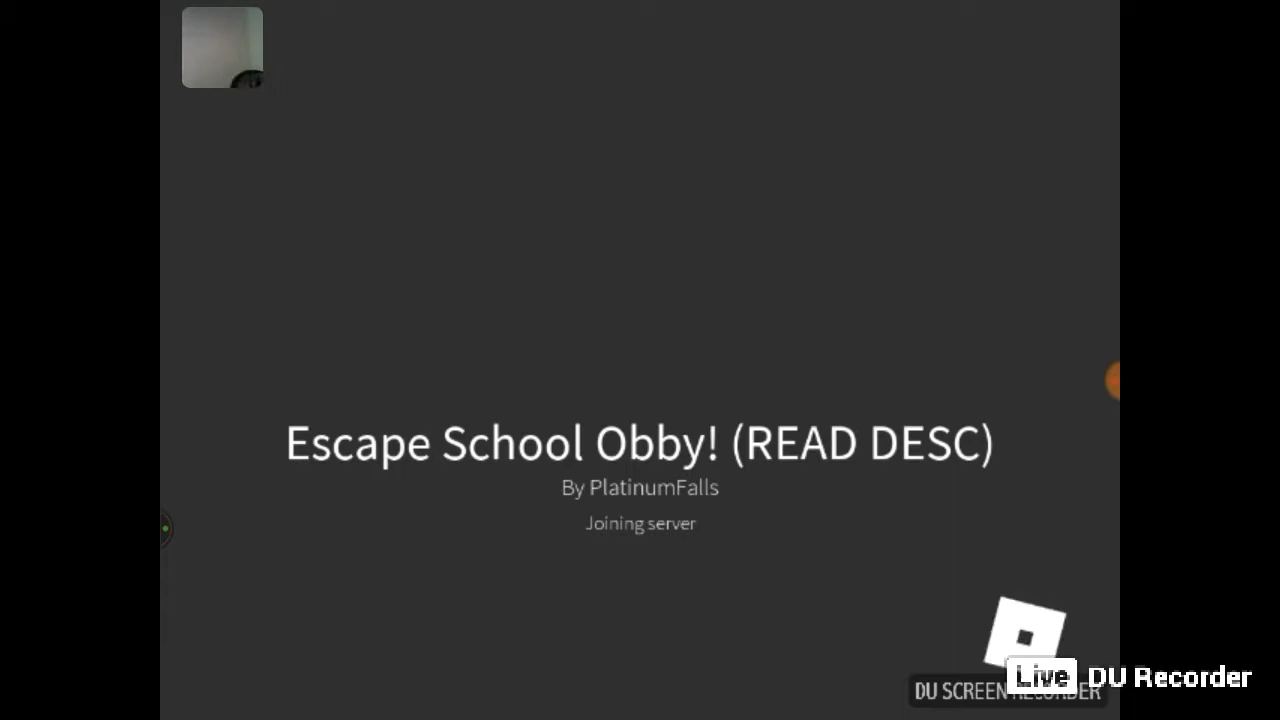 Escape School Obby! (READ DESC)
By PlatinumFalls
Joining server
Live DU Recorder
DU SCREEN RECORDER